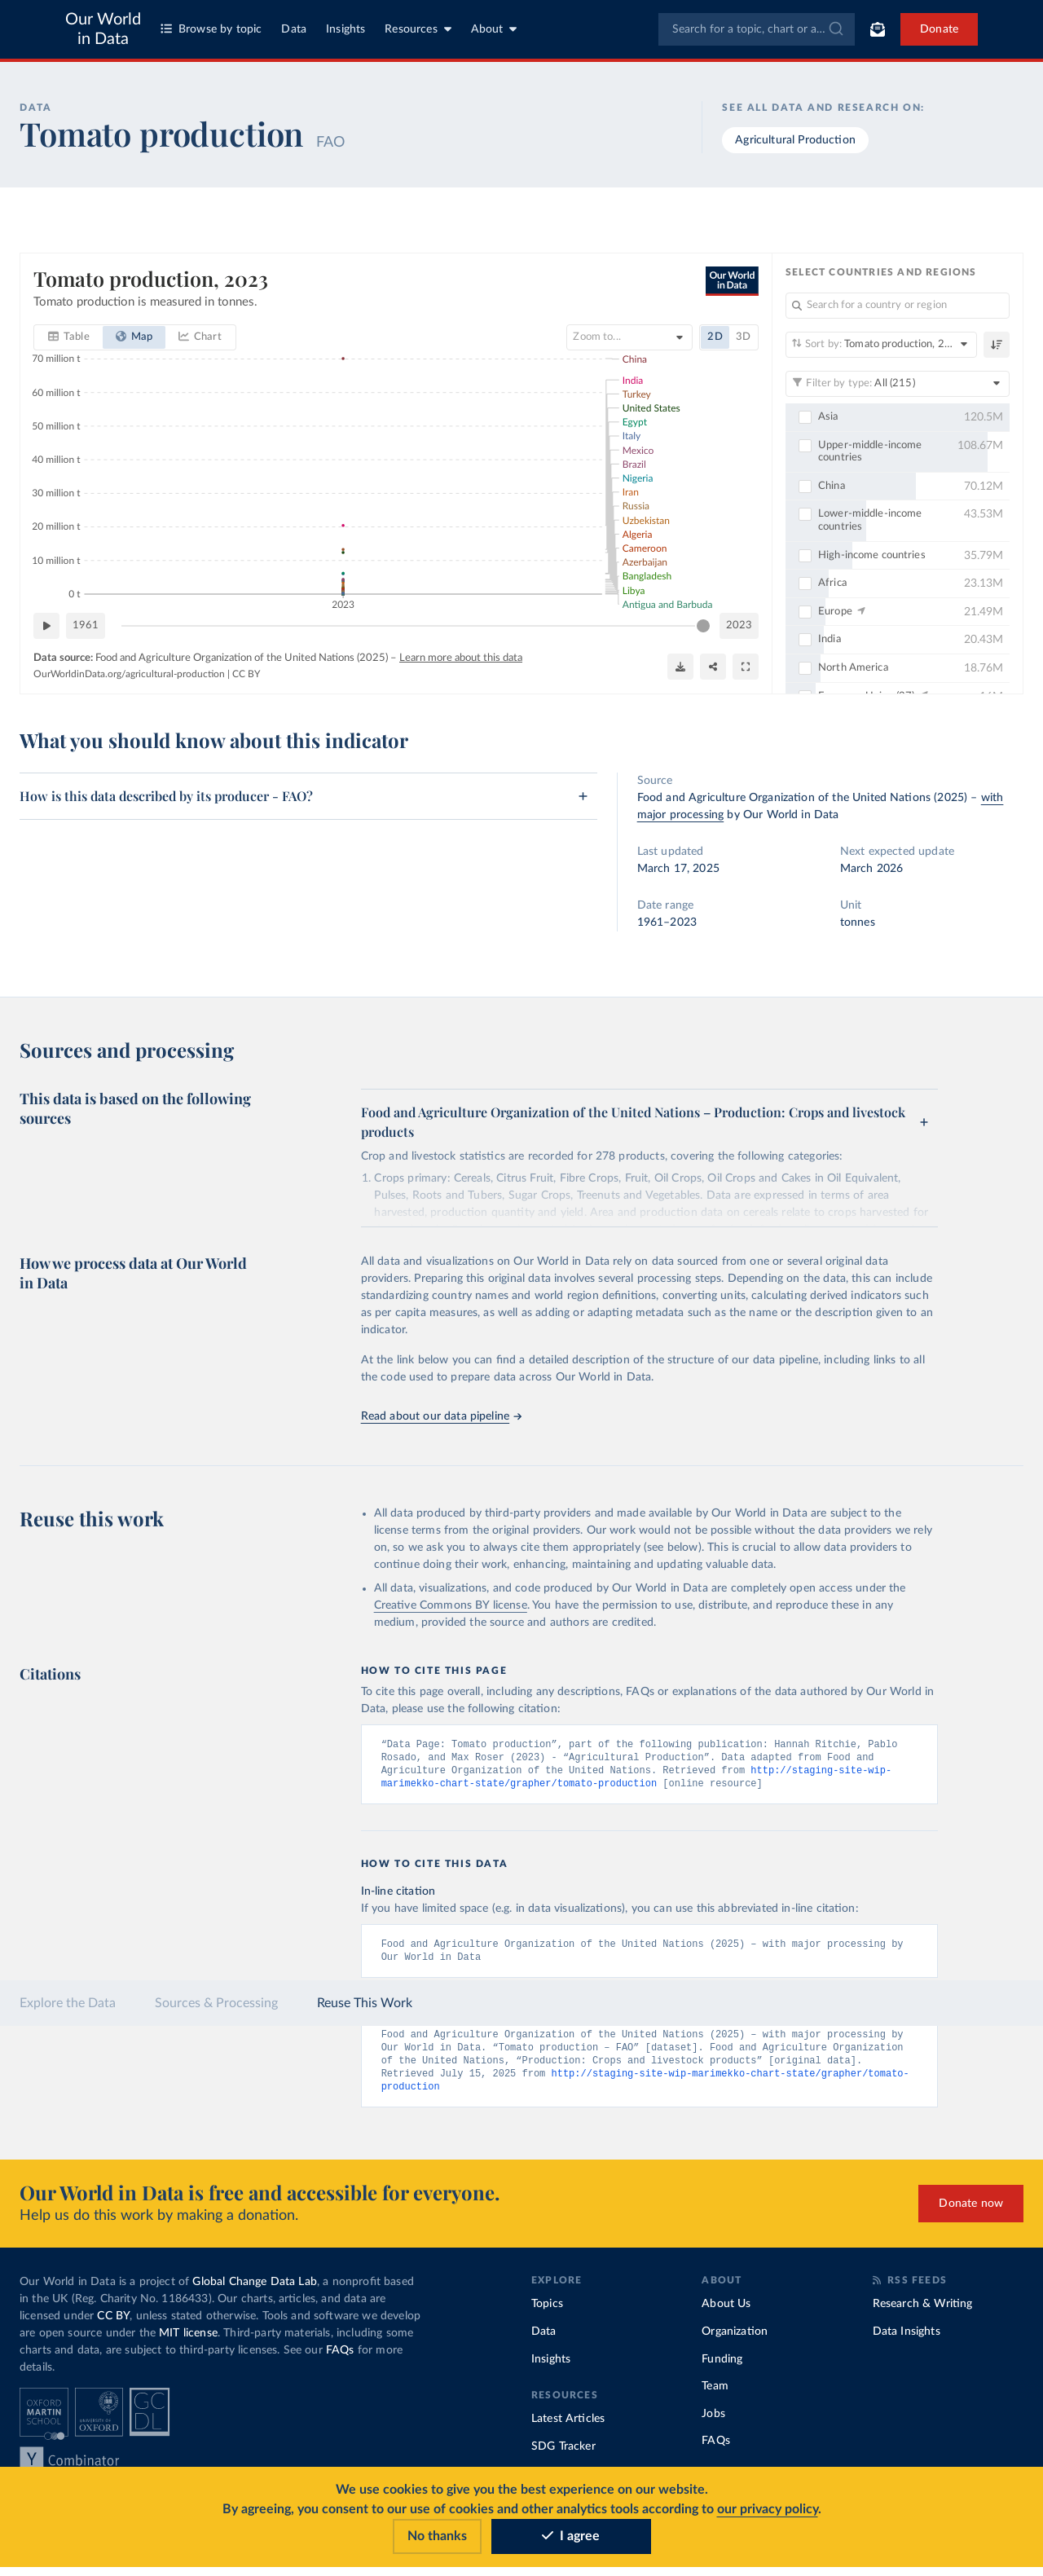 Our World
in Data
Browse by topic
Data
Insights
Resources
About
Search for a topic, chart or a...
Donate
DATA
Tomato production FAO
SEE ALL DATA AND RESEARCH ON:
Agricultural Production
Tomato production, 2023
Tomato production is measured in tonnes.
Our World
in Data
Table
Map
Chart
Zoom to...
2D
3D
70 million t
60 million t
50 million t
40 million t
30 million t
20 million t
10 million t
0 t
2023
China
India
Turkey
United States
Egypt
Italy
Mexico
Brazil
Nigeria
Iran
Russia
Uzbekistan
Algeria
Cameroon
Azerbaijan
Bangladesh
Libya
Antigua and Barbuda
1961
2023
Data source: Food and Agriculture Organization of the United Nations (2025) – Learn more about this data
OurWorldinData.org/agricultural-production | CC BY
SELECT COUNTRIES AND REGIONS
Search for a country or region
Sort by: Tomato production, 2...
Filter by type: All (215)
Asia 120.5M
Upper-middle-income
countries 108.67M
China 70.12M
Lower-middle-income
countries 43.53M
High-income countries 35.79M
Africa 23.13M
Europe 21.49M
India 20.43M
North America 18.76M
What you should know about this indicator
How is this data described by its producer - FAO?
Source
Food and Agriculture Organization of the United Nations (2025) – with
major processing by Our World in Data
Last updated
March 17, 2025
Next expected update
March 2026
Date range
1961–2023
Unit
tonnes
Sources and processing
This data is based on the following
sources
Food and Agriculture Organization of the United Nations – Production: Crops and livestock
products
Crop and livestock statistics are recorded for 278 products, covering the following categories:
1. Crops primary: Cereals, Citrus Fruit, Fibre Crops, Fruit, Oil Crops, Oil Crops and Cakes in Oil Equivalent,
Pulses, Roots and Tubers, Sugar Crops, Treenuts and Vegetables. Data are expressed in terms of area
harvested, production quantity and yield. Area and production data on cereals relate to crops harvested for
How we process data at Our World
in Data
All data and visualizations on Our World in Data rely on data sourced from one or several original data
providers. Preparing this original data involves several processing steps. Depending on the data, this can include
standardizing country names and world region definitions, converting units, calculating derived indicators such
as per capita measures, as well as adding or adapting metadata such as the name or the description given to an
indicator.
At the link below you can find a detailed description of the structure of our data pipeline, including links to all
the code used to prepare data across Our World in Data.
Read about our data pipeline →
Reuse this work
• All data produced by third-party providers and made available by Our World in Data are subject to the
license terms from the original providers. Our work would not be possible without the data providers we rely
on, so we ask you to always cite them appropriately (see below). This is crucial to allow data providers to
continue doing their work, enhancing, maintaining and updating valuable data.
• All data, visualizations, and code produced by Our World in Data are completely open access under the
Creative Commons BY license. You have the permission to use, distribute, and reproduce these in any
medium, provided the source and authors are credited.
Citations
HOW TO CITE THIS PAGE
To cite this page overall, including any descriptions, FAQs or explanations of the data authored by Our World in
Data, please use the following citation:
“Data Page: Tomato production”, part of the following publication: Hannah Ritchie, Pablo
Rosado, and Max Roser (2023) - “Agricultural Production”. Data adapted from Food and
Agriculture Organization of the United Nations. Retrieved from http://staging-site-wip-
marimekko-chart-state/grapher/tomato-production [online resource]
HOW TO CITE THIS DATA
In-line citation
If you have limited space (e.g. in data visualizations), you can use this abbreviated in-line citation:
Food and Agriculture Organization of the United Nations (2025) – with major processing by
Our World in Data
Explore the Data
Sources & Processing
Reuse This Work
Food and Agriculture Organization of the United Nations (2025) – with major processing by
Our World in Data. “Tomato production – FAO” [dataset]. Food and Agriculture Organization
of the United Nations, “Production: Crops and livestock products” [original data].
Retrieved July 15, 2025 from http://staging-site-wip-marimekko-chart-state/grapher/tomato-
production
Our World in Data is free and accessible for everyone.
Help us do this work by making a donation.
Donate now
Our World in Data is a project of Global Change Data Lab, a nonprofit based
in the UK (Reg. Charity No. 1186433). Our charts, articles, and data are
licensed under CC BY, unless stated otherwise. Tools and software we develop
are open source under the MIT license. Third-party materials, including some
charts and data, are subject to third-party licenses. See our FAQs for more
details.
OXFORD
MARTIN
SCHOOL
UNIVERSITY OF
OXFORD
GC
DL
Y Combinator
EXPLORE
Topics
Data
Insights
RESOURCES
Latest Articles
SDG Tracker
ABOUT
About Us
Organization
Funding
Team
Jobs
FAQs
RSS FEEDS
Research & Writing
Data Insights
We use cookies to give you the best experience on our website.
By agreeing, you consent to our use of cookies and other analytics tools according to our privacy policy.
No thanks
I agree